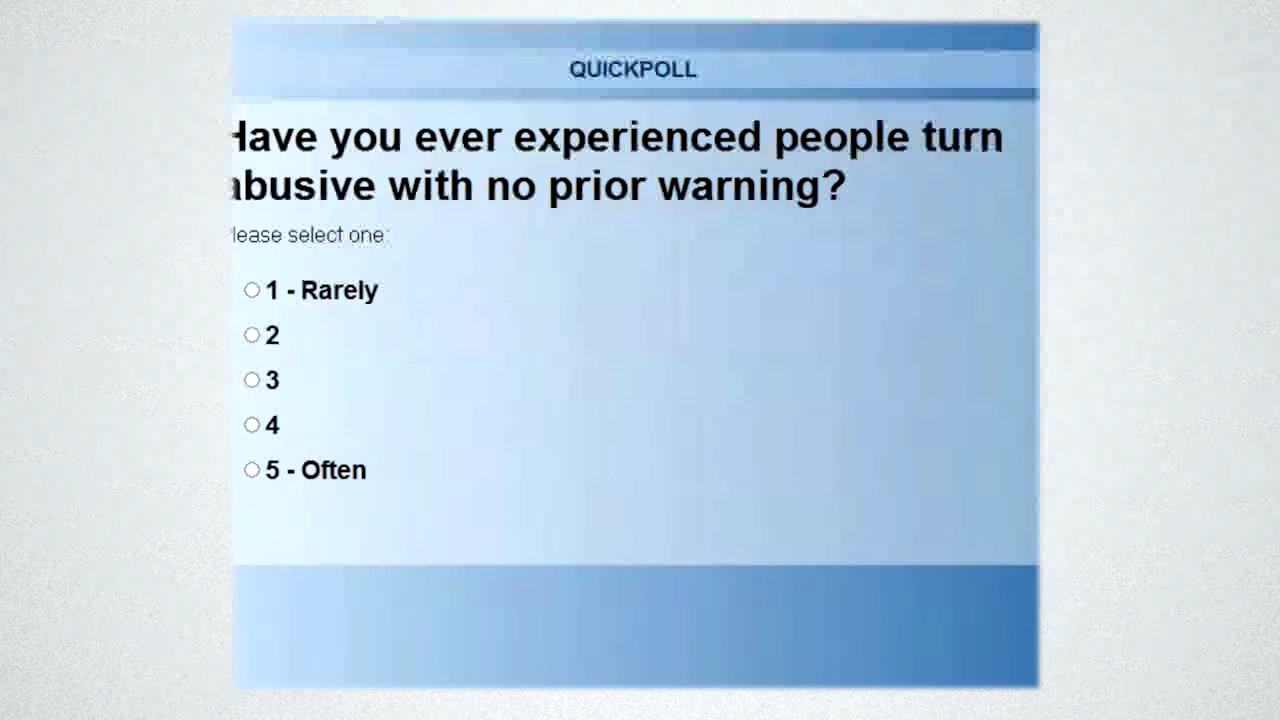 QUICKPOLL
Have you ever experienced people turn
abusive with no prior warning?
Please select one:
1 - Rarely
2
3
4
5 - Often